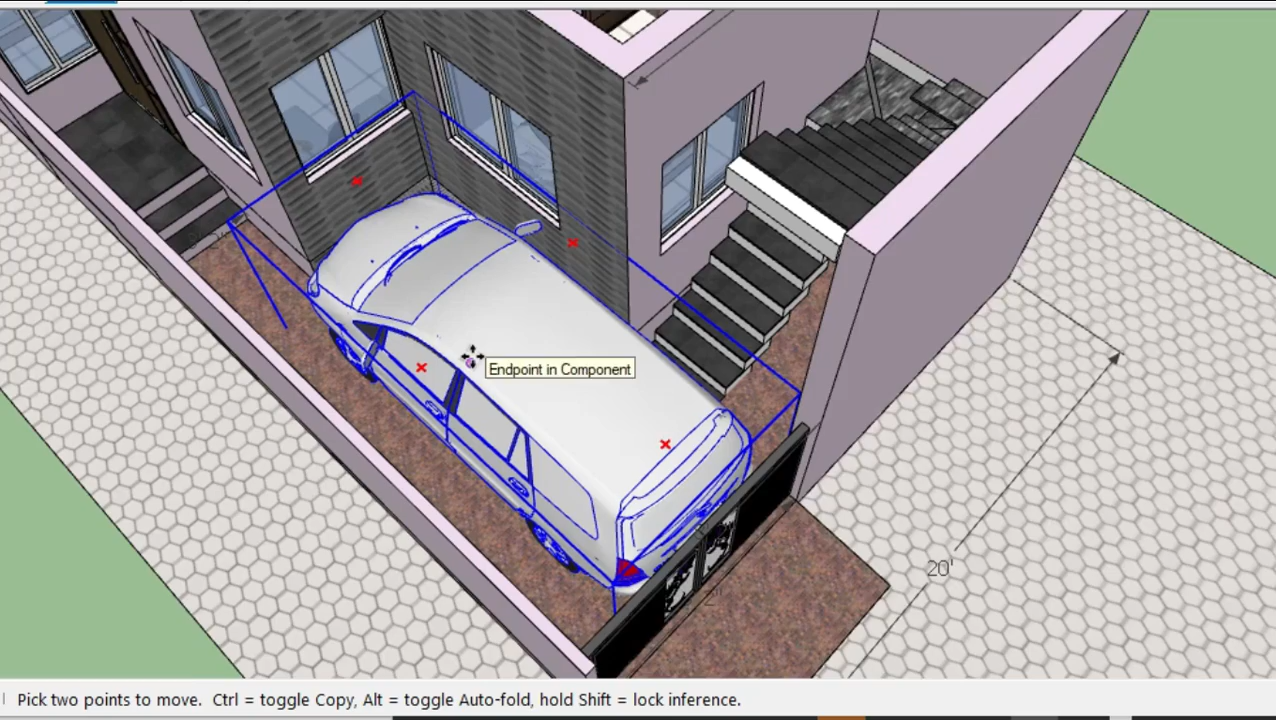 Endpoint in Component
20'
Pick two points to move. Ctrl = toggle Copy, Alt = toggle Auto-fold, hold Shift = lock inference.